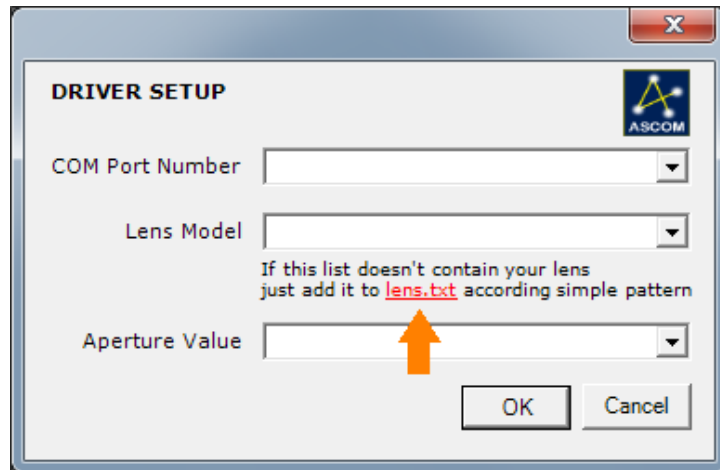 DRIVER SETUP
ASCOM
COM Port Number
Lens Model
If this list doesn't contain your lens
just add it to lens.txt according simple pattern
Aperture Value
OK
Cancel